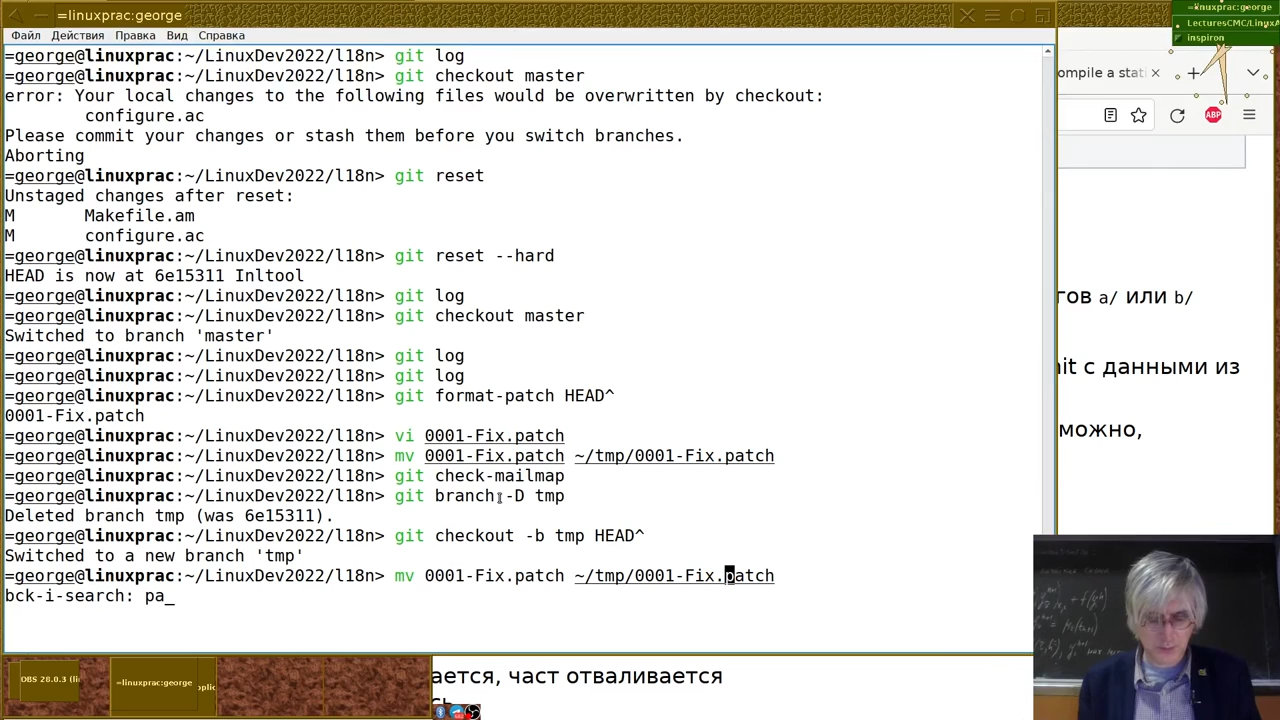 =linuxprac:george
Файл Действия Правка Вид Справка
=george@linuxprac:~/LinuxDev2022/l18n> git log
=george@linuxprac:~/LinuxDev2022/l18n> git checkout master
error: Your local changes to the following files would be overwritten by checkout:
configure.ac
Please commit your changes or stash them before you switch branches.
Aborting
=george@linuxprac:~/LinuxDev2022/l18n> git reset
Unstaged changes after reset:
M Makefile.am
M configure.ac
=george@linuxprac:~/LinuxDev2022/l18n> git reset --hard
HEAD is now at 6e15311 Inltool
=george@linuxprac:~/LinuxDev2022/l18n> git log
=george@linuxprac:~/LinuxDev2022/l18n> git checkout master
Switched to branch 'master'
=george@linuxprac:~/LinuxDev2022/l18n> git log
=george@linuxprac:~/LinuxDev2022/l18n> git log
=george@linuxprac:~/LinuxDev2022/l18n> git format-patch HEAD^
0001-Fix.patch
=george@linuxprac:~/LinuxDev2022/l18n> vi 0001-Fix.patch
=george@linuxprac:~/LinuxDev2022/l18n> mv 0001-Fix.patch ~/tmp/0001-Fix.patch
=george@linuxprac:~/LinuxDev2022/l18n> git check-mailmap
=george@linuxprac:~/LinuxDev2022/l18n> git branch -D tmp
Deleted branch tmp (was 6e15311).
=george@linuxprac:~/LinuxDev2022/l18n> git checkout -b tmp HEAD^
Switched to a new branch 'tmp'
=george@linuxprac:~/LinuxDev2022/l18n> mv 0001-Fix.patch ~/tmp/0001-Fix.patch
bck-i-search: pa_
=linuxprac:george
LecturesCMC/LinuxA
inspiron
ompile a stati
ABP
гов a/ или b/
it с данными из
можно,
ается, част отваливается
OBS 28.0.3 (li
=linuxprac:george